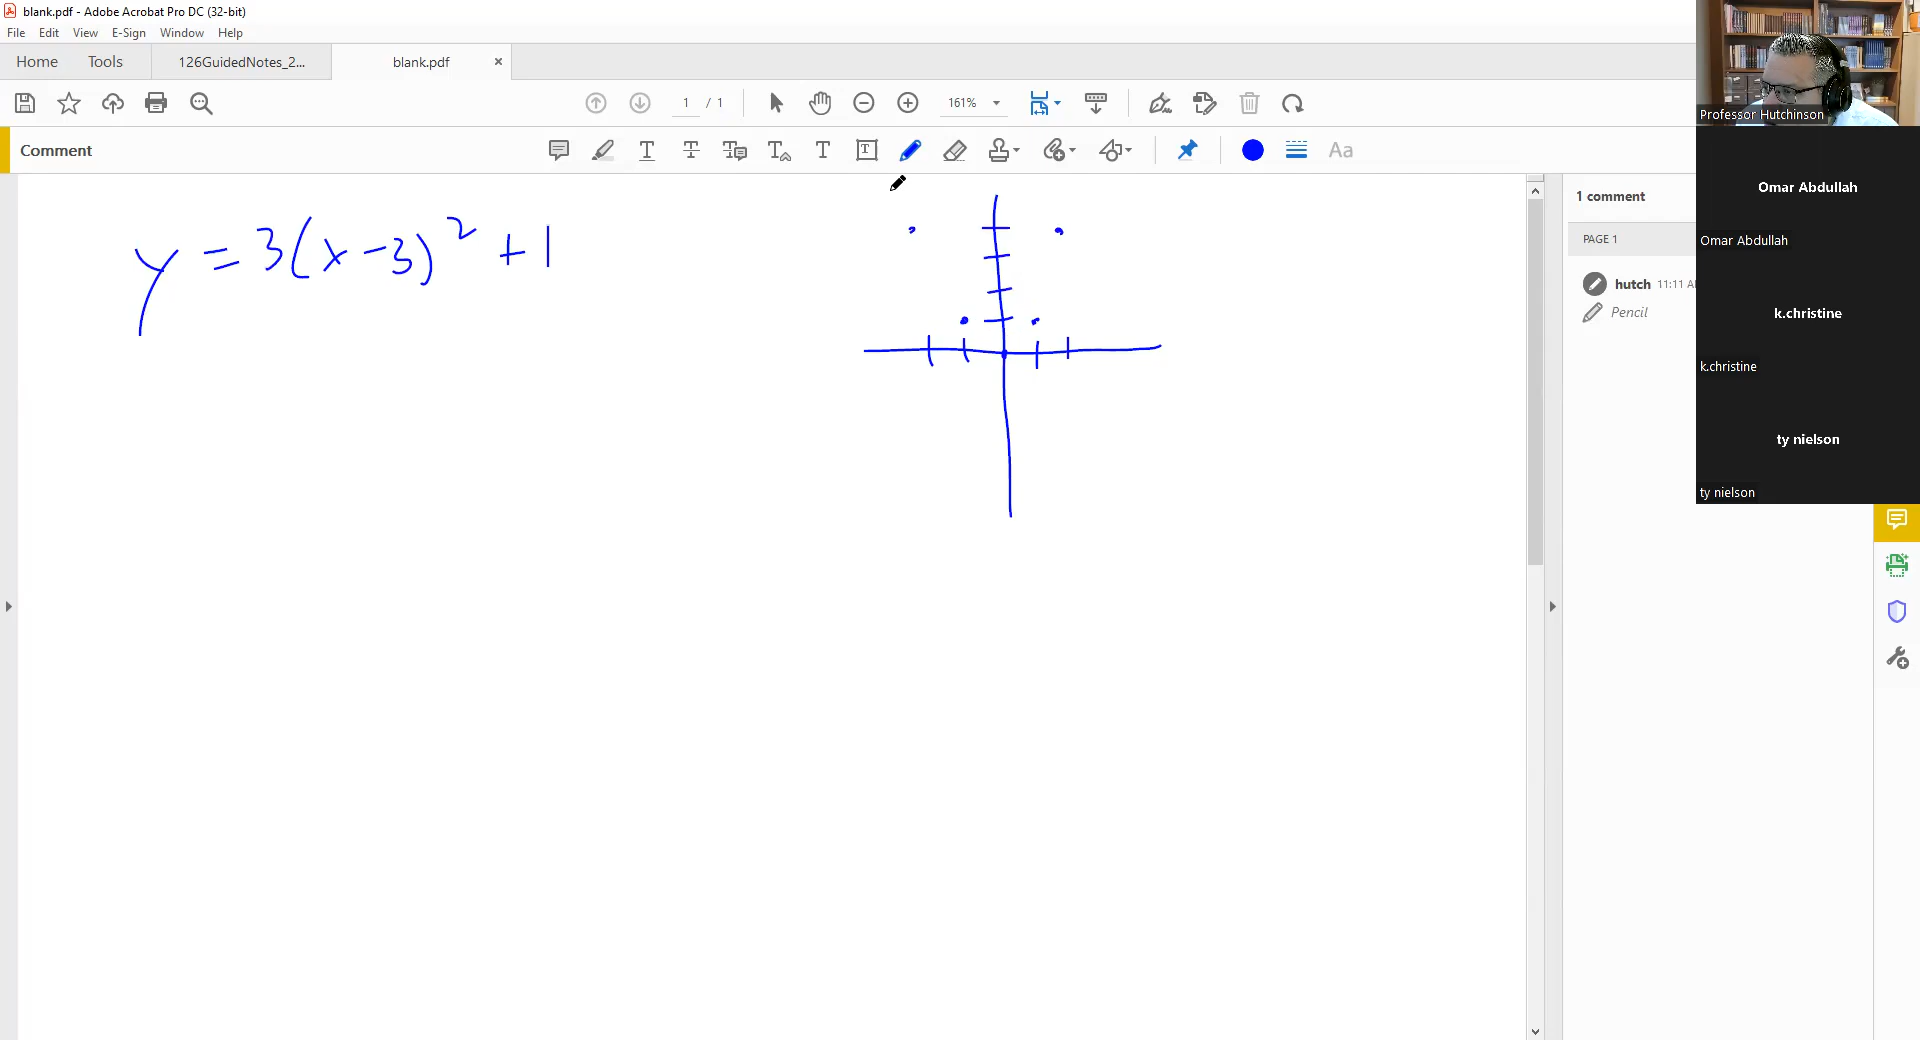 blank.pdf - Adobe Acrobat Pro DC (32-bit)
File Edit View E-Sign Window Help
Home Tools 126GuidedNotes_2... blank.pdf ×
1 / 1 161%
Comment
T T T T T T Aa
y = 3(x-3)² + 1
1 comment
PAGE 1
hutch 11:11 A
Pencil
Professor Hutchinson
Omar Abdullah
Omar Abdullah
k.christine
k.christine
ty nielson
ty nielson